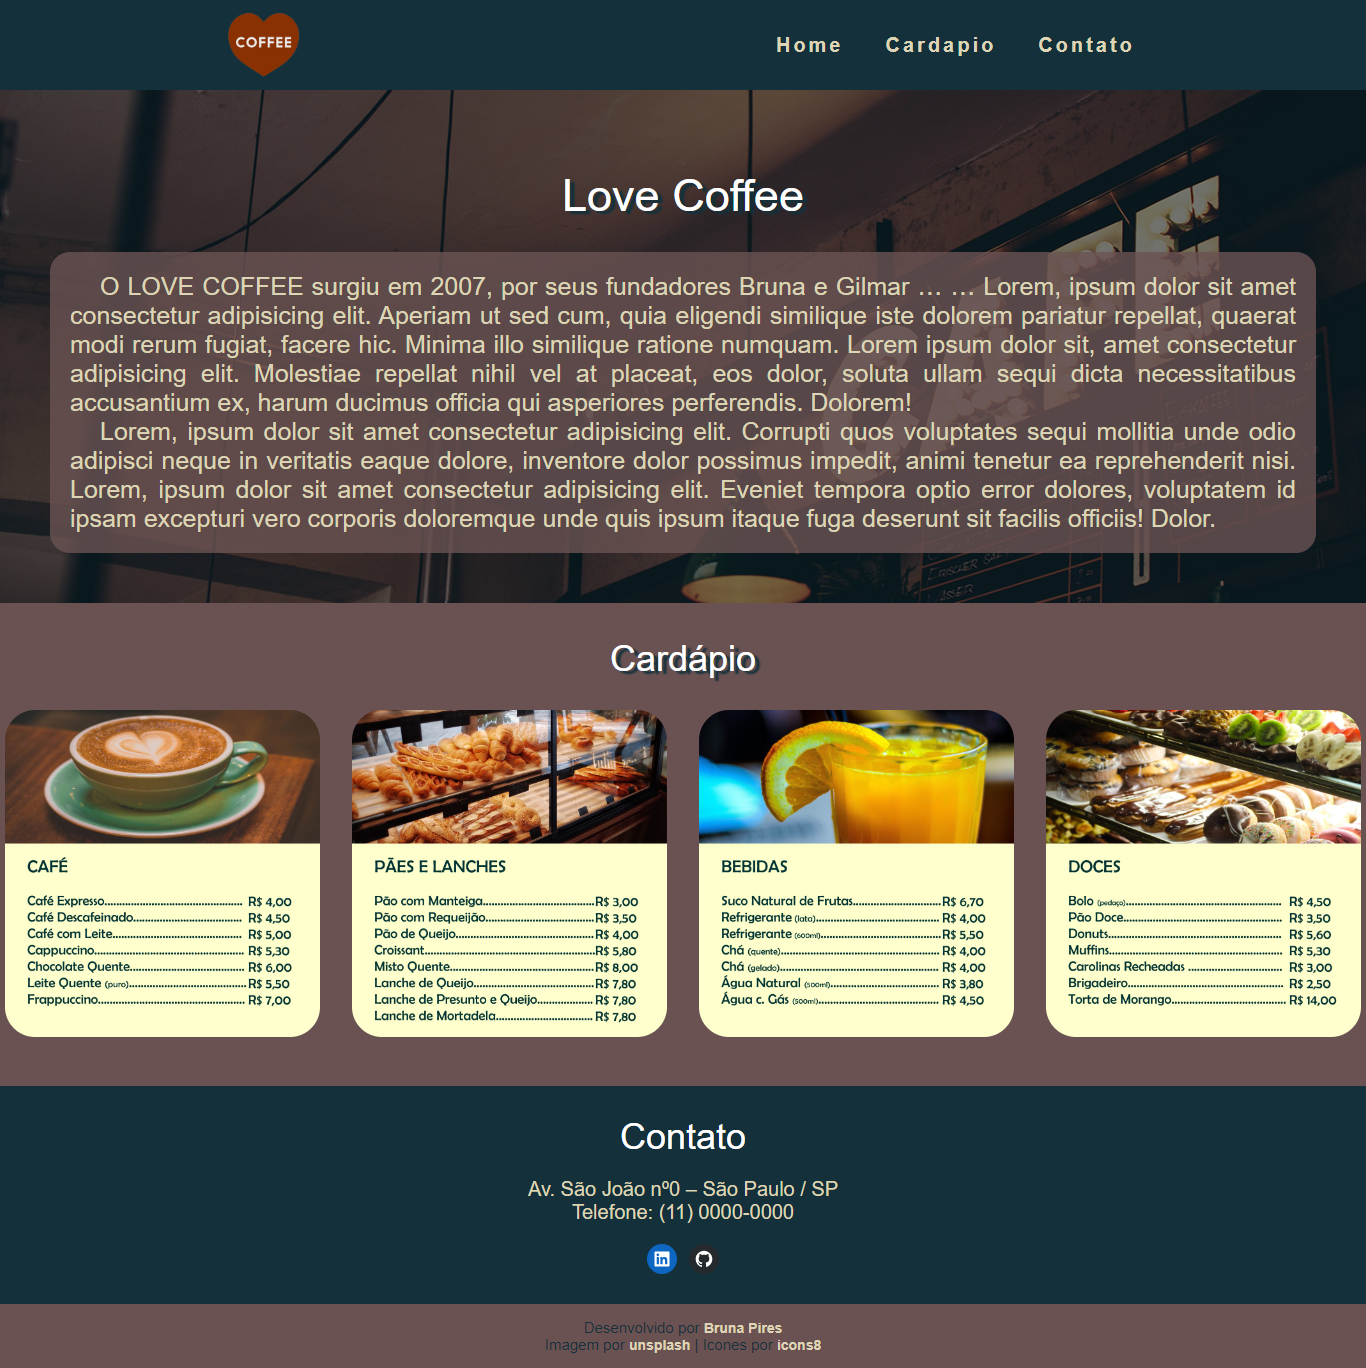 COFFEE
Home Cardapio Contato
Love Coffee
O LOVE COFFEE surgiu em 2007, por seus fundadores Bruna e Gilmar … … Lorem, ipsum dolor sit amet
consectetur adipisicing elit. Aperiam ut sed cum, quia eligendi similique iste dolorem pariatur repellat, quaerat
modi rerum fugiat, facere hic. Minima illo similique ratione numquam. Lorem ipsum dolor sit, amet consectetur
adipisicing elit. Molestiae repellat nihil vel at placeat, eos dolor, soluta ullam sequi dicta necessitatibus
accusantium ex, harum ducimus officia qui asperiores perferendis. Dolorem!
Lorem, ipsum dolor sit amet consectetur adipisicing elit. Corrupti quos voluptates sequi mollitia unde odio
adipisci neque in veritatis eaque dolore, inventore dolor possimus impedit, animi tenetur ea reprehenderit nisi.
Lorem, ipsum dolor sit amet consectetur adipisicing elit. Eveniet tempora optio error dolores, voluptatem id
ipsam excepturi vero corporis doloremque unde quis ipsum itaque fuga deserunt sit facilis officiis! Dolor.
CAFE
Cardápio
CAFÉ
Café Expresso R$ 4,00
Café Descafeinado R$ 4,50
Café com Leite R$ 5,00
Cappuccino R$ 5,30
Chocolate Quente R$ 6,00
Leite Quente (puro) R$ 5,50
Frappuccino R$ 7,00
PÃES E LANCHES
Pão com Manteiga R$ 3,00
Pão com Requeijão R$ 3,50
Pão de Queijo R$ 4,00
Croissant R$ 5,80
Misto Quente R$ 8,00
Lanche de Queijo R$ 7,80
Lanche de Presunto e Queijo R$ 7,80
Lanche de Mortadela R$ 7,80
BEBIDAS
Suco Natural de Frutas R$ 6,70
Refrigerante (lata) R$ 4,00
Refrigerante (600ml) R$ 5,50
Chá (quente) R$ 4,00
Chá (gelado) R$ 4,00
Água Natural (500ml) R$ 3,80
Água c. Gás (500ml) R$ 4,50
DOCES
Bolo (pedaço) R$ 4,50
Pão Doce R$ 3,50
Donuts R$ 5,60
Muffins R$ 5,30
Carolinas Recheadas R$ 3,00
Brigadeiro R$ 2,50
Torta de Morango R$ 14,00
Contato
Av. São João nº0 – São Paulo / SP
Telefone: (11) 0000-0000
in
Desenvolvido por Bruna Pires
Imagem por unsplash | Icones por icons8